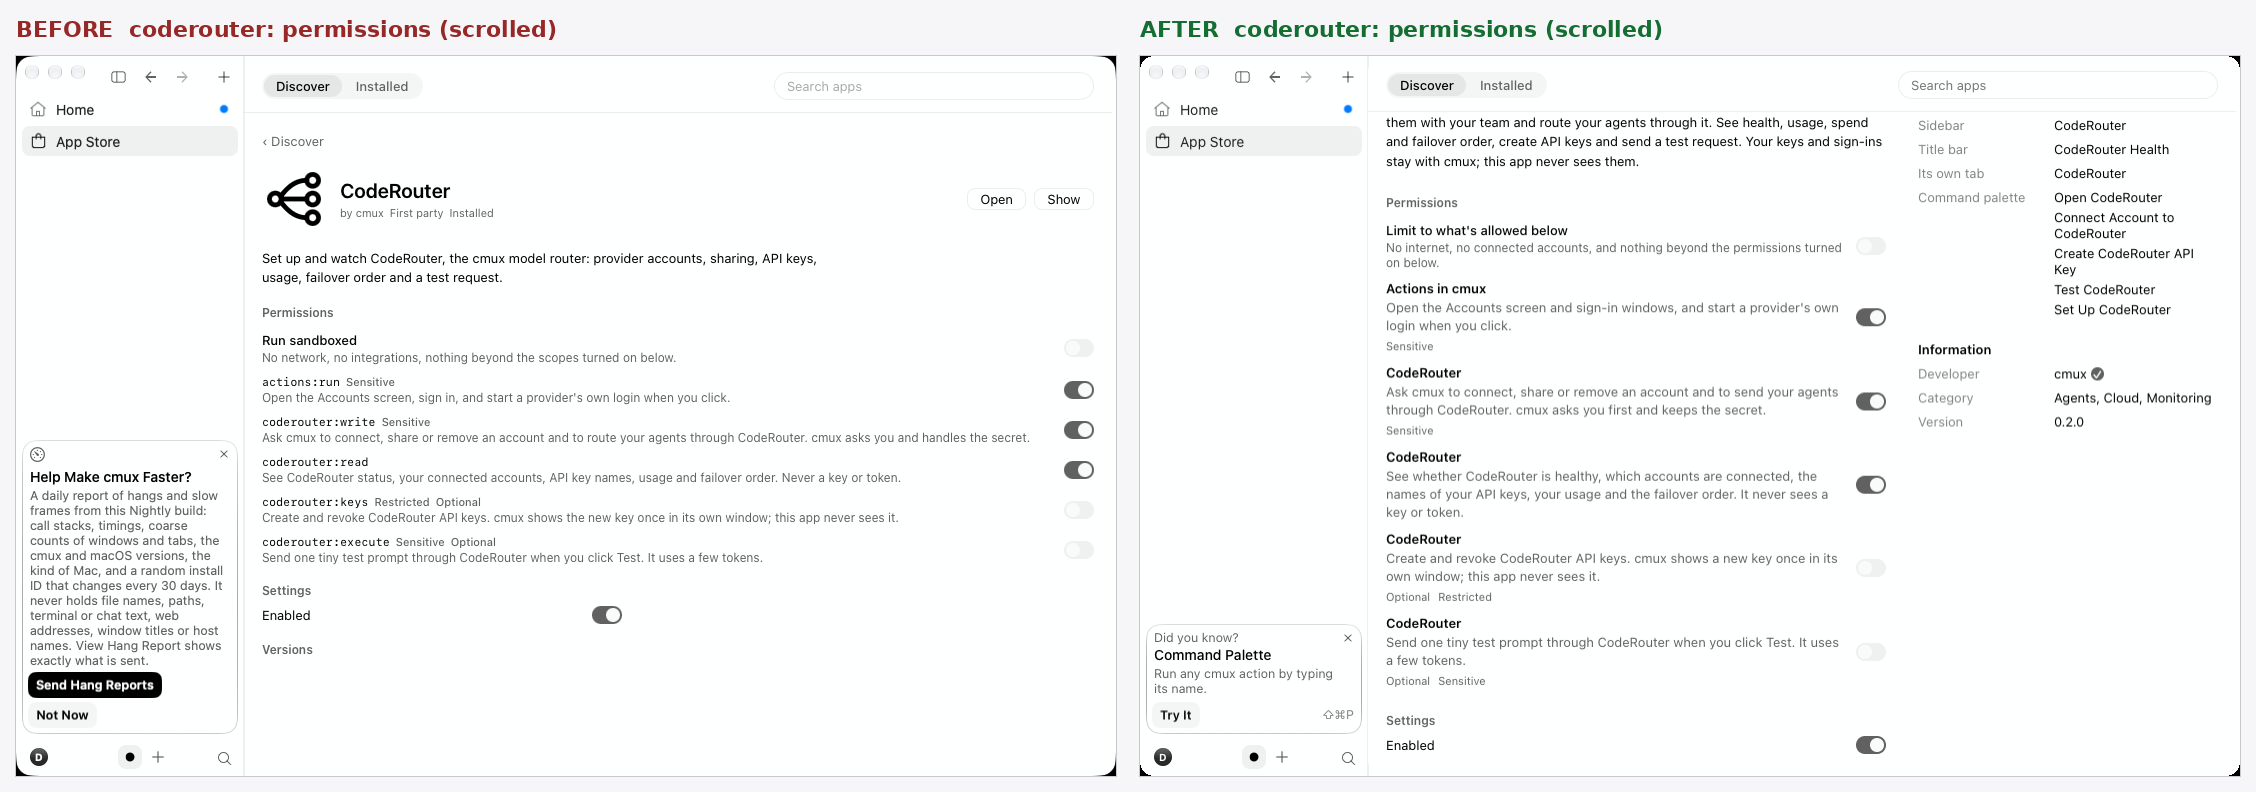 BEFORE  coderouter: permissions (scrolled)
Home
App Store
Help Make cmux Faster?
A daily report of hangs and slow
frames from this Nightly build:
call stacks, timings, coarse
counts of windows and tabs, the
cmux and macOS versions, the
kind of Mac, and a random install
ID that changes every 30 days. It
never holds file names, paths,
terminal or chat text, web
addresses, window titles or host
names. View Hang Report shows
exactly what is sent.
Send Hang Reports
Not Now
D
Discover  Installed
Search apps
‹ Discover
CodeRouter
by cmux  First party  Installed
Open  Show
Set up and watch CodeRouter, the cmux model router: provider accounts, sharing, API keys,
usage, failover order and a test request.
Permissions
Run sandboxed
No network, no integrations, nothing beyond the scopes turned on below.
actions:run  Sensitive
Open the Accounts screen, sign in, and start a provider's own login when you click.
coderouter:write  Sensitive
Ask cmux to connect, share or remove an account and to route your agents through CodeRouter. cmux asks you and handles the secret.
coderouter:read
See CodeRouter status, your connected accounts, API key names, usage and failover order. Never a key or token.
coderouter:keys  Restricted  Optional
Create and revoke CodeRouter API keys. cmux shows the new key once in its own window; this app never sees it.
coderouter:execute  Sensitive  Optional
Send one tiny test prompt through CodeRouter when you click Test. It uses a few tokens.
Settings
Enabled
Versions
AFTER  coderouter: permissions (scrolled)
Home
App Store
Did you know?
Command Palette
Run any cmux action by typing
its name.
Try It  ⇧⌘P
D
Discover  Installed
Search apps
them with your team and route your agents through it. See health, usage, spend
and failover order, create API keys and send a test request. Your keys and sign-ins
stay with cmux; this app never sees them.
Permissions
Limit to what's allowed below
No internet, no connected accounts, and nothing beyond the permissions turned
on below.
Actions in cmux
Open the Accounts screen and sign-in windows, and start a provider's own
login when you click.
Sensitive
CodeRouter
Ask cmux to connect, share or remove an account and to send your agents
through CodeRouter. cmux asks you first and keeps the secret.
Sensitive
CodeRouter
See whether CodeRouter is healthy, which accounts are connected, the
names of your API keys, your usage and the failover order. It never sees a
key or token.
CodeRouter
Create and revoke CodeRouter API keys. cmux shows a new key once in its
own window; this app never sees it.
Optional  Restricted
CodeRouter
Send one tiny test prompt through CodeRouter when you click Test. It uses
a few tokens.
Optional  Sensitive
Settings
Enabled
Sidebar  CodeRouter
Title bar  CodeRouter Health
Its own tab  CodeRouter
Command palette  Open CodeRouter
Connect Account to
CodeRouter
Create CodeRouter API
Key
Test CodeRouter
Set Up CodeRouter
Information
Developer  cmux
Category  Agents, Cloud, Monitoring
Version  0.2.0